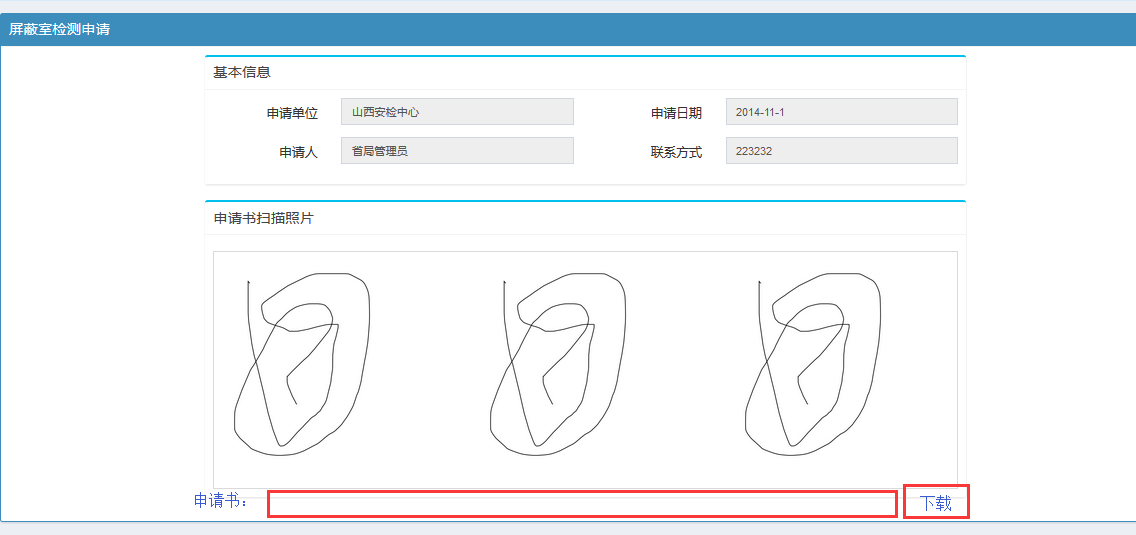 屏蔽室检测申请
基本信息
申请单位 山西安检中心 申请日期 2014-11-1
申请人 省局管理员 联系方式 223232
申请书扫描照片
申请书： 下载